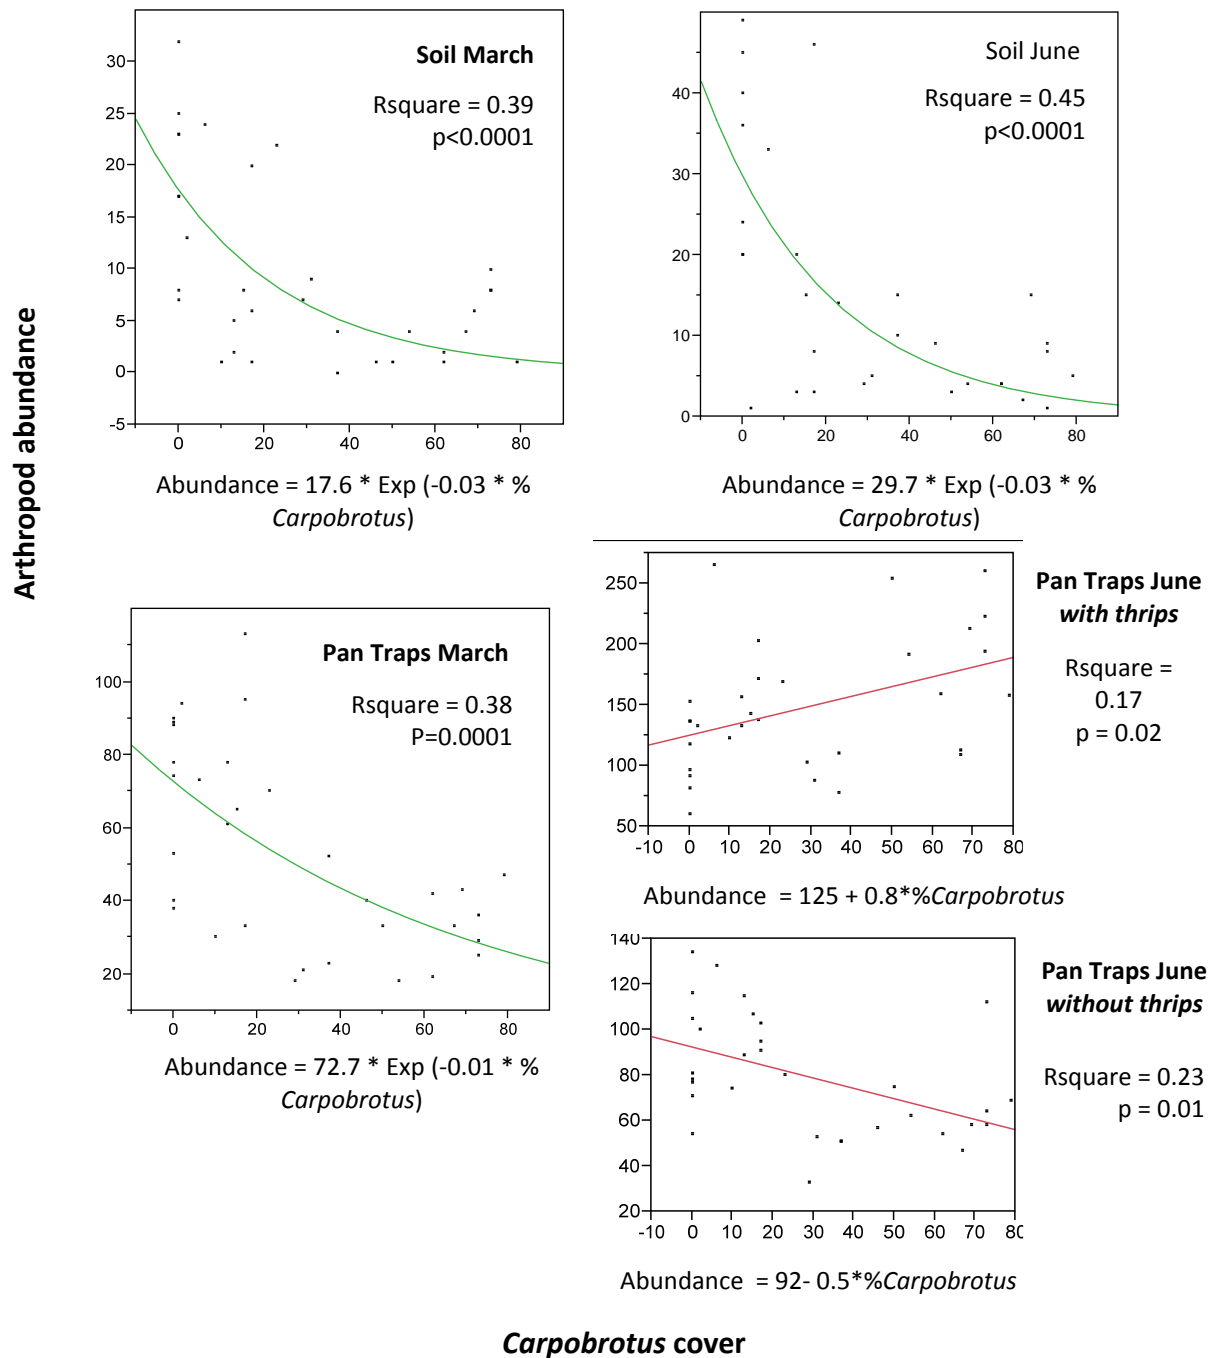 Arthropod abundance
Soil March
Rsquare = 0.39
p<0.0001
30
25
20
15
10
5
0
-5
0 20 40 60 80
Abundance = 17.6 * Exp (-0.03 * %
Carpobrotus)
Soil June
Rsquare = 0.45
p<0.0001
40
30
20
10
0
0 20 40 60 80
Abundance = 29.7 * Exp (-0.03 * %
Carpobrotus)
Pan Traps March
Rsquare = 0.38
P=0.0001
100
80
60
40
20
0 20 40 60 80
Abundance = 72.7 * Exp (-0.01 * %
Carpobrotus)
Pan Traps June
with thrips
Rsquare =
0.17
p = 0.02
250
200
150
100
50
-10 0 10 20 30 40 50 60 70 80
Abundance = 125 + 0.8*%Carpobrotus
Pan Traps June
without thrips
Rsquare = 0.23
p = 0.01
140
120
100
80
60
40
20
-10 0 10 20 30 40 50 60 70 80
Abundance = 92- 0.5*%Carpobrotus
Carpobrotus cover